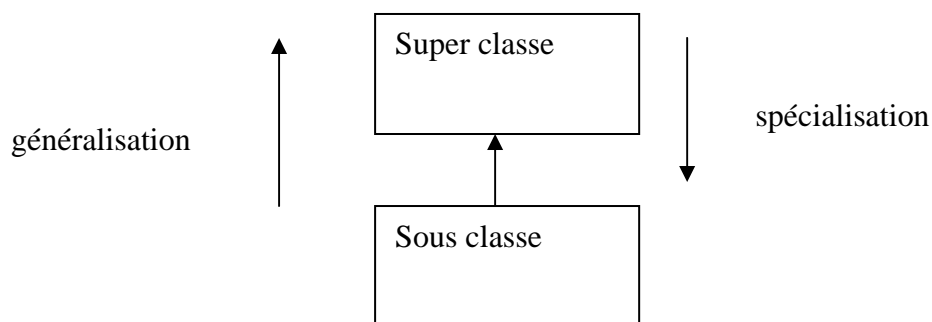 Super classe
spécialisation
généralisation
Sous classe